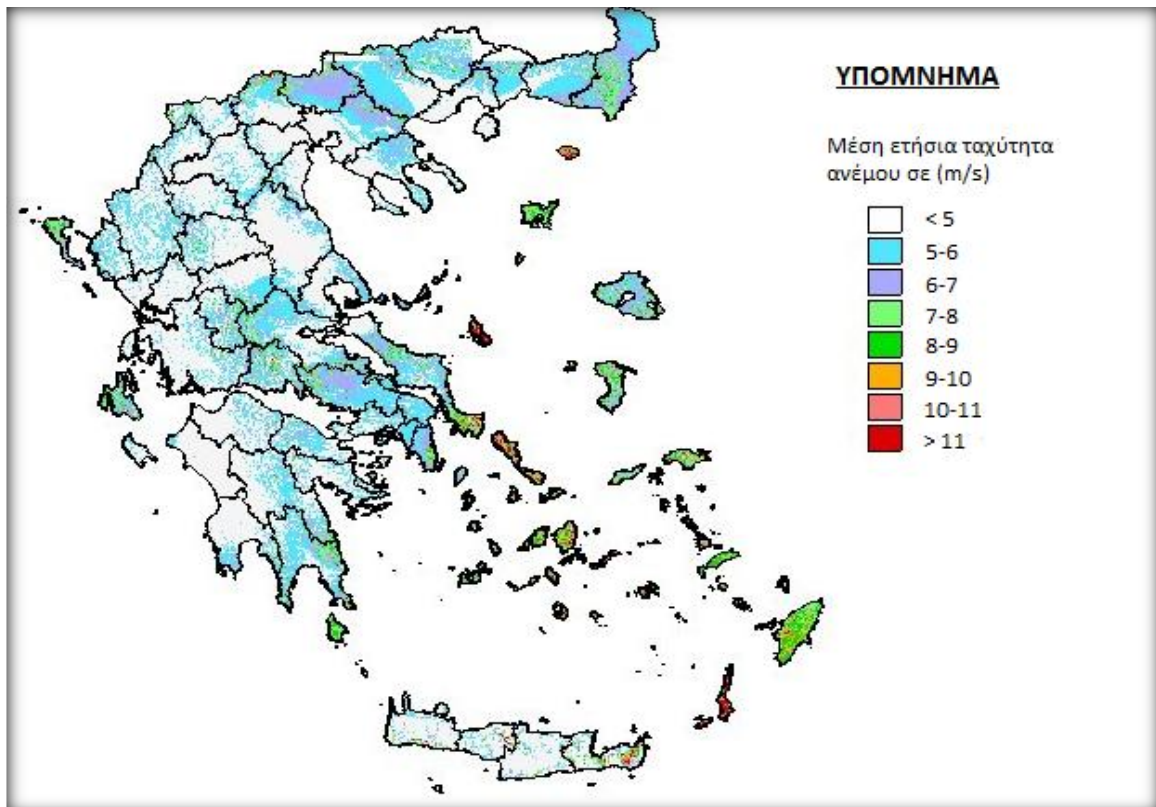 ΥΠΟΜΝΗΜΑ
Μέση ετήσια ταχύτητα
ανέμου σε (m/s)
< 5
5-6
6-7
7-8
8-9
9-10
10-11
> 11